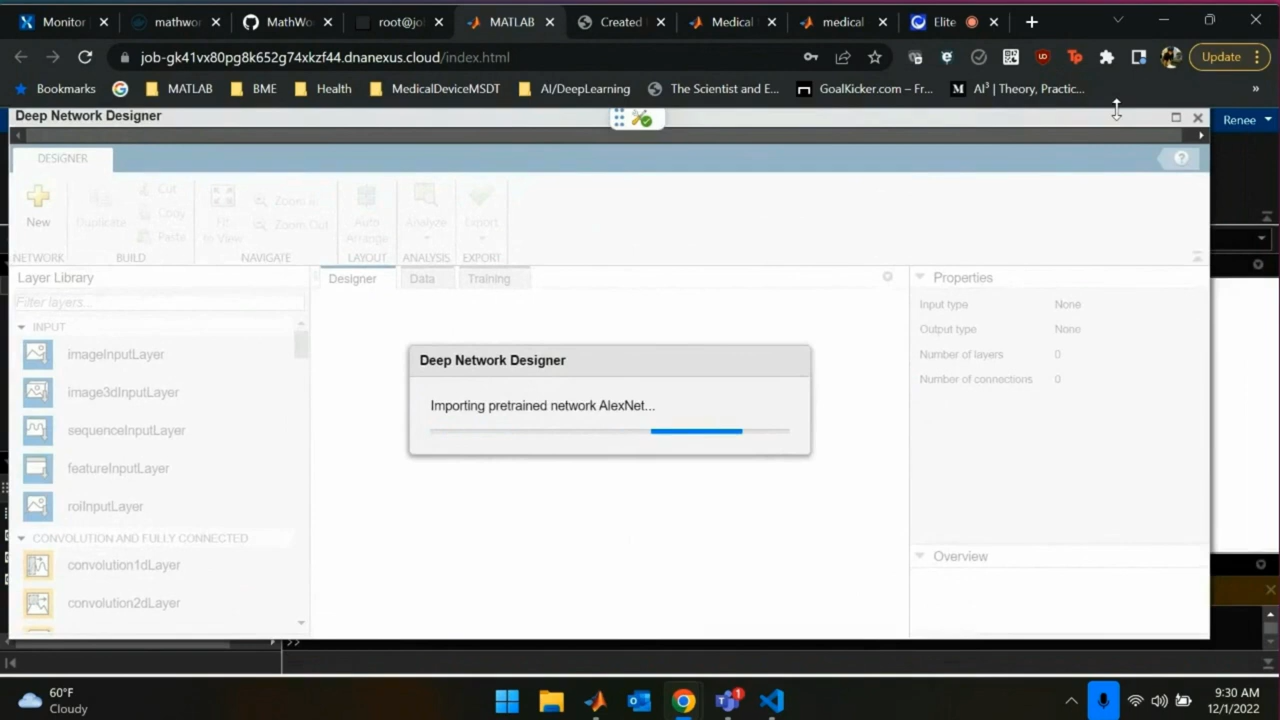 Monitor
mathwor
MathWo
root@jo
MATLAB
Created
Medical
medical
Elite
job-gk41vx80pg8k652g74xkzf44.dnanexus.cloud/index.html
Update
Bookmarks
MATLAB
BME
Health
MedicalDeviceMSDT
AI/DeepLearning
The Scientist and E...
GoalKicker.com – Fr...
AI³ | Theory, Practic...
»
Deep Network Designer
Renee
DESIGNER
New
Duplicate
Cut
Copy
Paste
Fit
to View
Zoom In
Zoom Out
Auto
Arrange
Analyze
Export
NETWORK
BUILD
NAVIGATE
LAYOUT
ANALYSIS
EXPORT
Layer Library
Filter layers...
INPUT
imageInputLayer
image3dInputLayer
sequenceInputLayer
featureInputLayer
roiInputLayer
CONVOLUTION AND FULLY CONNECTED
convolution1dLayer
convolution2dLayer
Designer
Data
Training
Deep Network Designer
Importing pretrained network AlexNet...
Properties
Input type None
Output type None
Number of layers 0
Number of connections 0
Overview
>>
60°F
Cloudy
1
9:30 AM
12/1/2022